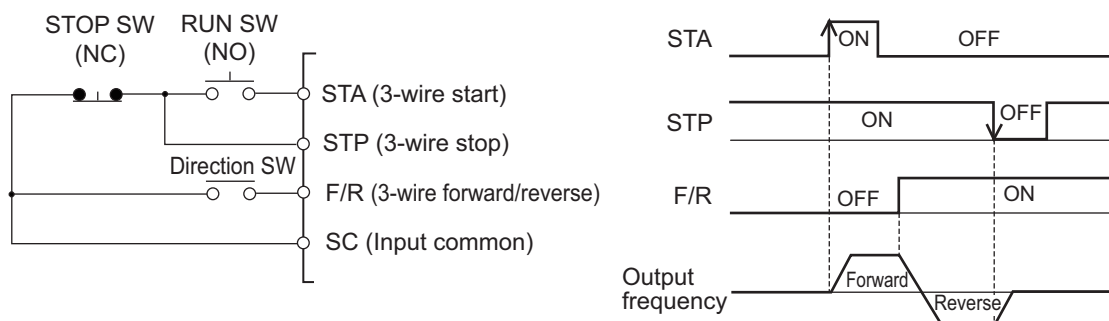 STOP SW
(NC)
RUN SW
(NO)
STA (3-wire start)
STP (3-wire stop)
Direction SW
F/R (3-wire forward/reverse)
SC (Input common)
STA
ON
OFF
STP
ON
OFF
F/R
OFF
ON
Output
frequency
Forward
Reverse